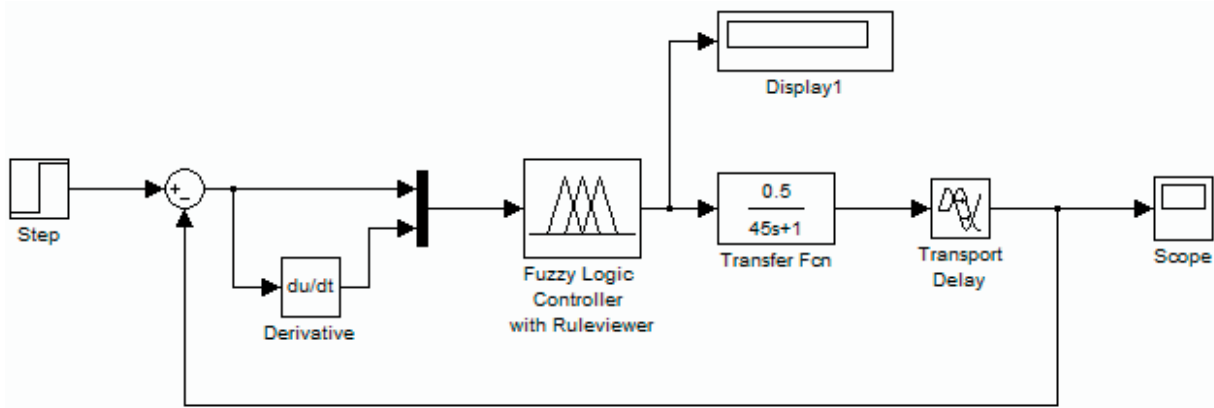 Display1
+
−
Step
du/dt
Derivative
Fuzzy Logic
Controller
with Ruleviewer
0.5
45s+1
Transfer Fcn
Transport
Delay
Scope